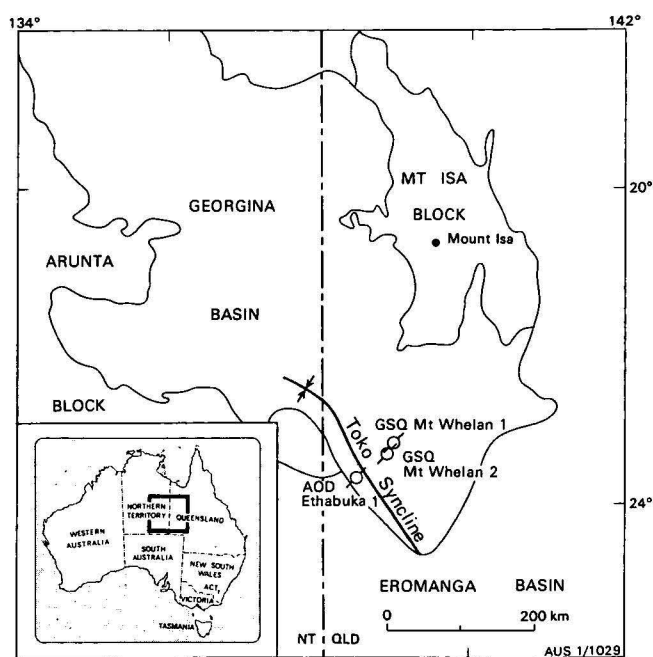 134°
142°
GEORGINA
MT ISA
20°
BLOCK
Mount Isa
ARUNTA
BASIN
BLOCK
Toko Syncline
GSQ Mt Whelan 1
GSQ
Mt Whelan 2
AOD
Ethabuka 1
24°
NORTHERN
TERRITORY
QUEENSLAND
WESTERN
AUSTRALIA
SOUTH
AUSTRALIA
NEW SOUTH
WALES
ACT
VICTORIA
TASMANIA
EROMANGA BASIN
0 200 km
NT QLD
AUS 1/1029